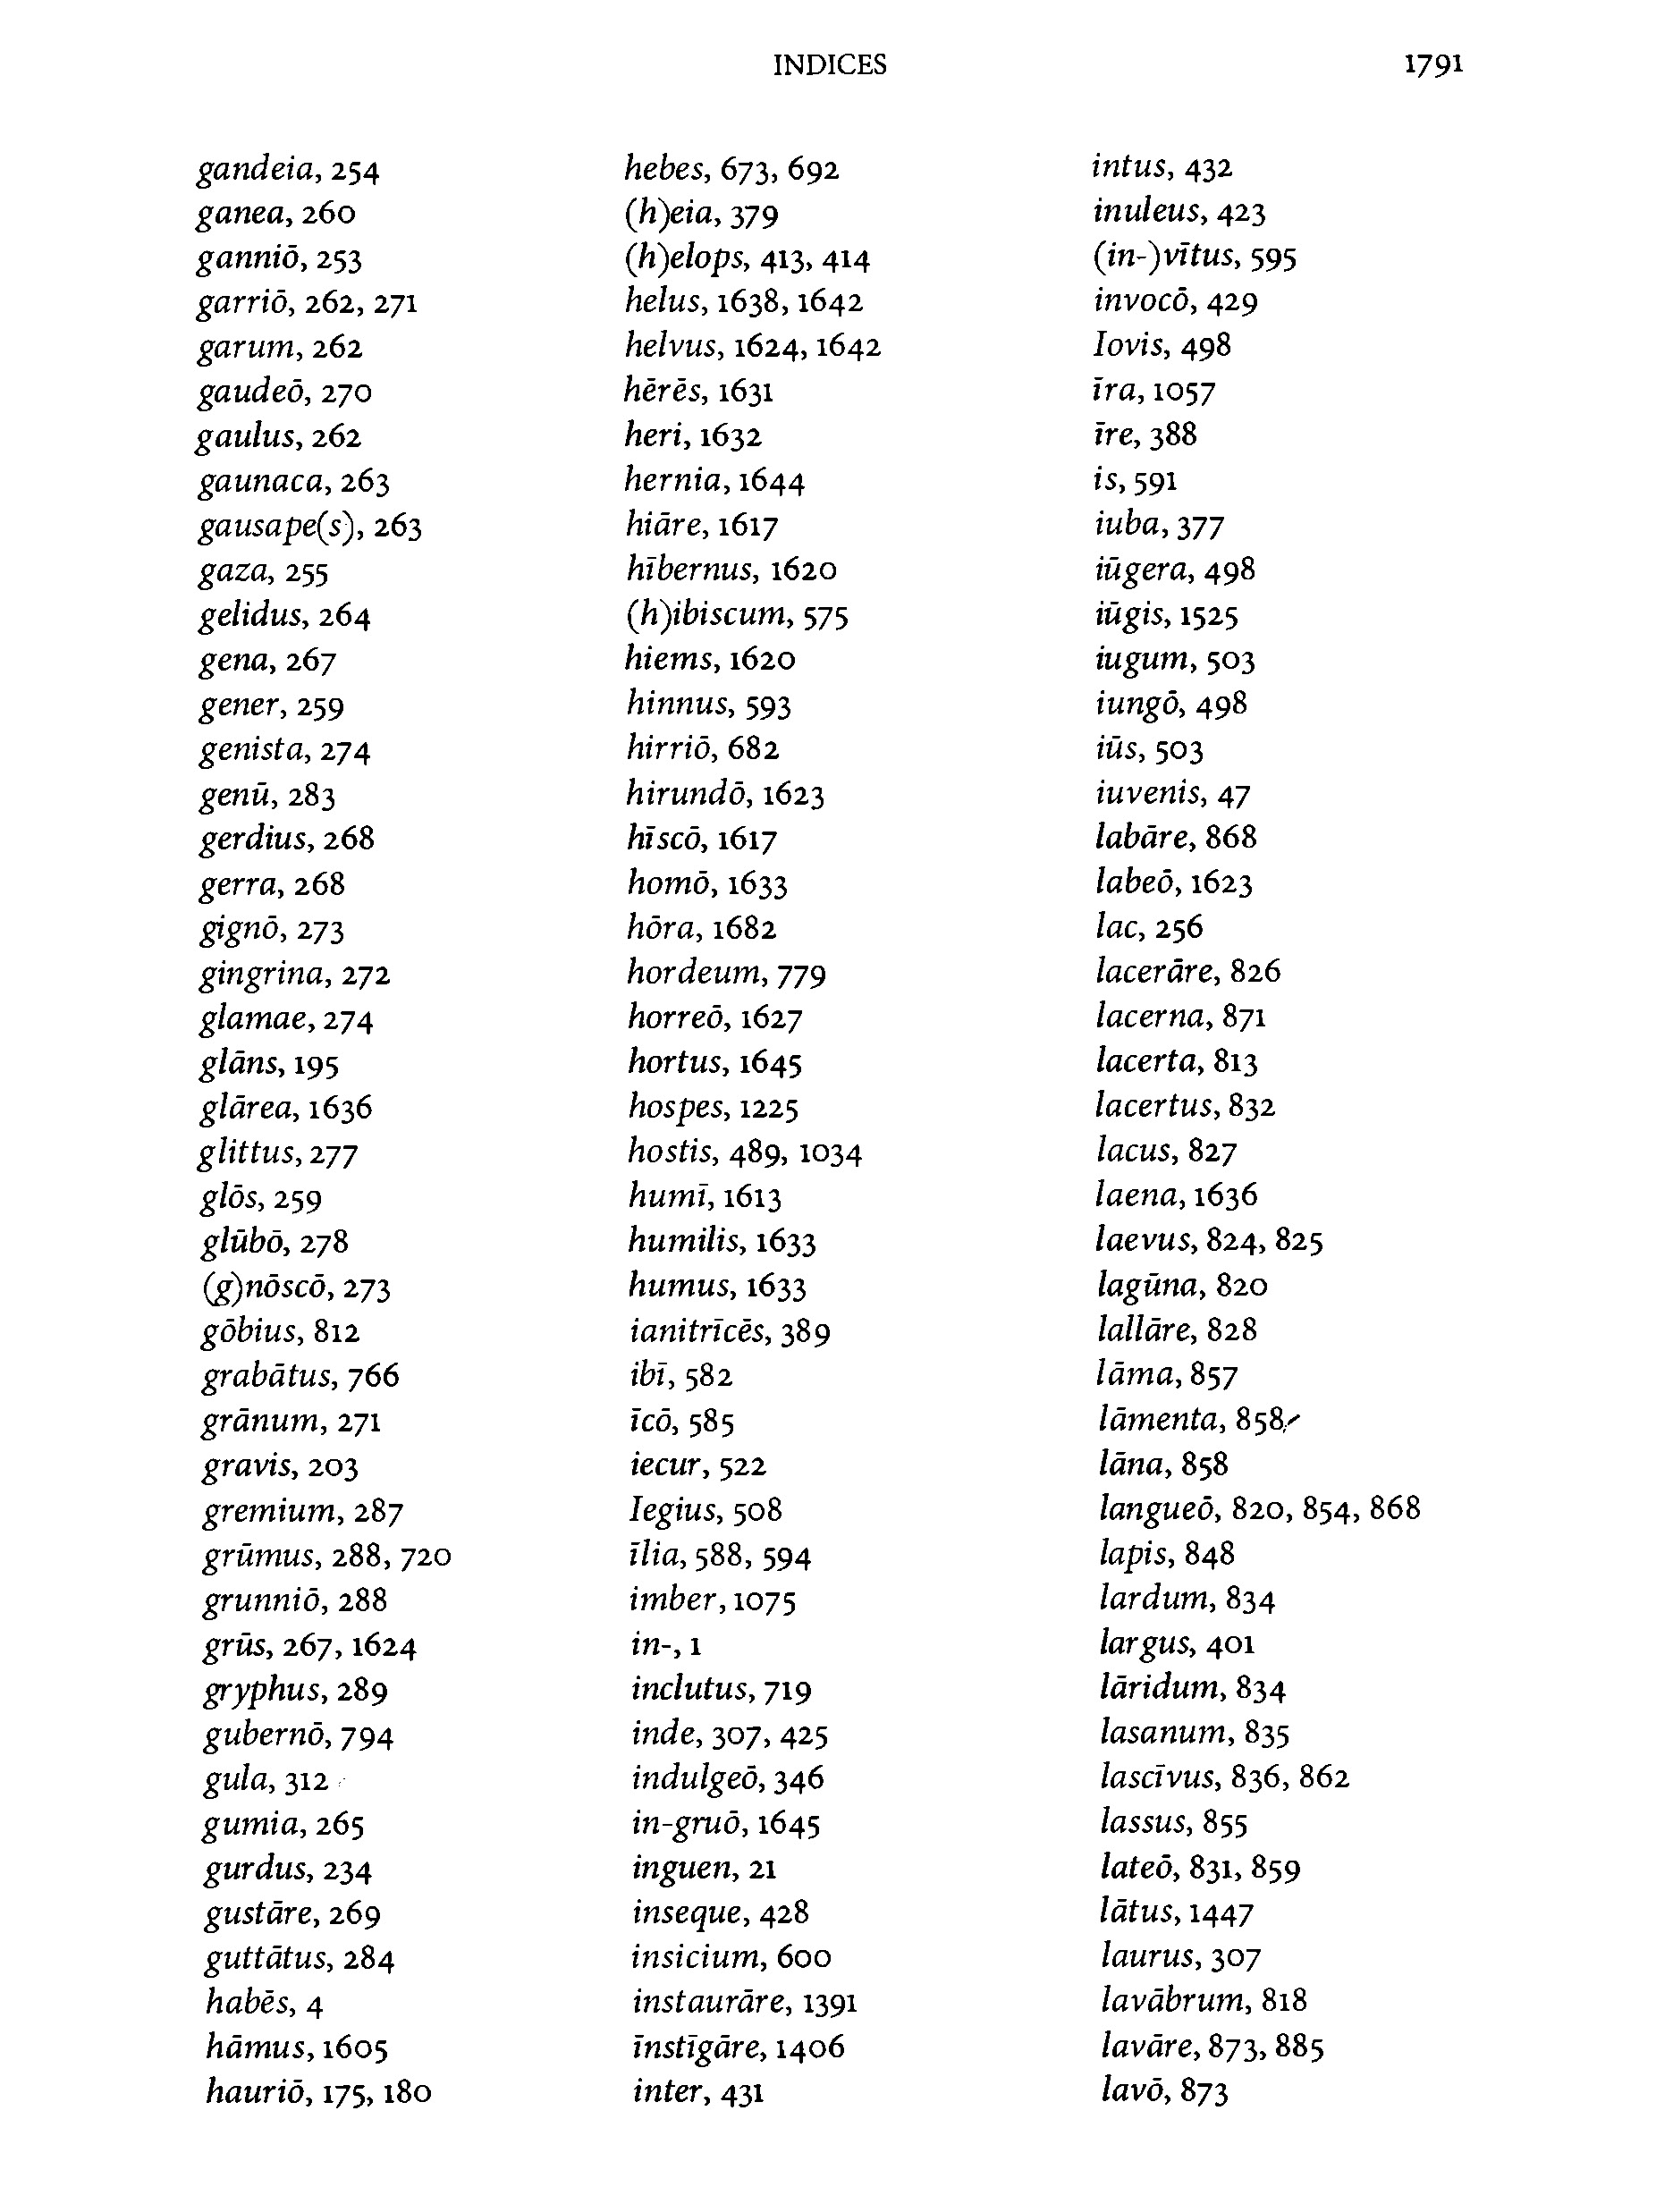 INDICES
1791
gandeia, 254
ganea, 260
ganniō, 253
garriō, 262, 271
garum, 262
gaudeō, 270
gaulus, 262
gaunaca, 263
gausape(s), 263
gaza, 255
gelidus, 264
gena, 267
gener, 259
genista, 274
genū, 283
gerdius, 268
gerra, 268
gignō, 273
gingrina, 272
glamae, 274
glāns, 195
glārea, 1636
glittus, 277
glōs, 259
glūbō, 278
(g)nōscō, 273
gōbius, 812
grabātus, 766
grānum, 271
gravis, 203
gremium, 287
grūmus, 288, 720
grunniō, 288
grūs, 267, 1624
gryphus, 289
gubernō, 794
gula, 312
gumia, 265
gurdus, 234
gustāre, 269
guttātus, 284
habēs, 4
hāmus, 1605
hauriō, 175, 180
hebes, 673, 692
(h)eia, 379
(h)elops, 413, 414
helus, 1638, 1642
helvus, 1624, 1642
hērēs, 1631
heri, 1632
hernia, 1644
hiāre, 1617
hībernus, 1620
(h)ibiscum, 575
hiems, 1620
hinnus, 593
hirriō, 682
hirundō, 1623
hīscō, 1617
homō, 1633
hōra, 1682
hordeum, 779
horreō, 1627
hortus, 1645
hospes, 1225
hostis, 489, 1034
humī, 1613
humilis, 1633
humus, 1633
ianitrīcēs, 389
ibī, 582
īcō, 585
iecur, 522
Iegius, 508
īlia, 588, 594
imber, 1075
in-, 1
inclutus, 719
inde, 307, 425
indulgeō, 346
in-gruō, 1645
inguen, 21
inseque, 428
insicium, 600
instaurāre, 1391
īnstīgāre, 1406
inter, 431
intus, 432
inuleus, 423
(in-)vītus, 595
invocō, 429
Iovis, 498
īra, 1057
īre, 388
is, 591
iuba, 377
iūgera, 498
iūgis, 1525
iugum, 503
iungō, 498
iūs, 503
iuvenis, 47
labāre, 868
labeō, 1623
lac, 256
lacerāre, 826
lacerna, 871
lacerta, 813
lacertus, 832
lacus, 827
laena, 1636
laevus, 824, 825
lagūna, 820
lallāre, 828
lāma, 857
lāmenta, 858
lāna, 858
langueō, 820, 854, 868
lapis, 848
lardum, 834
largus, 401
lāridum, 834
lasanum, 835
lascīvus, 836, 862
lassus, 855
lateō, 831, 859
lātus, 1447
laurus, 307
lavābrum, 818
lavāre, 873, 885
lavō, 873